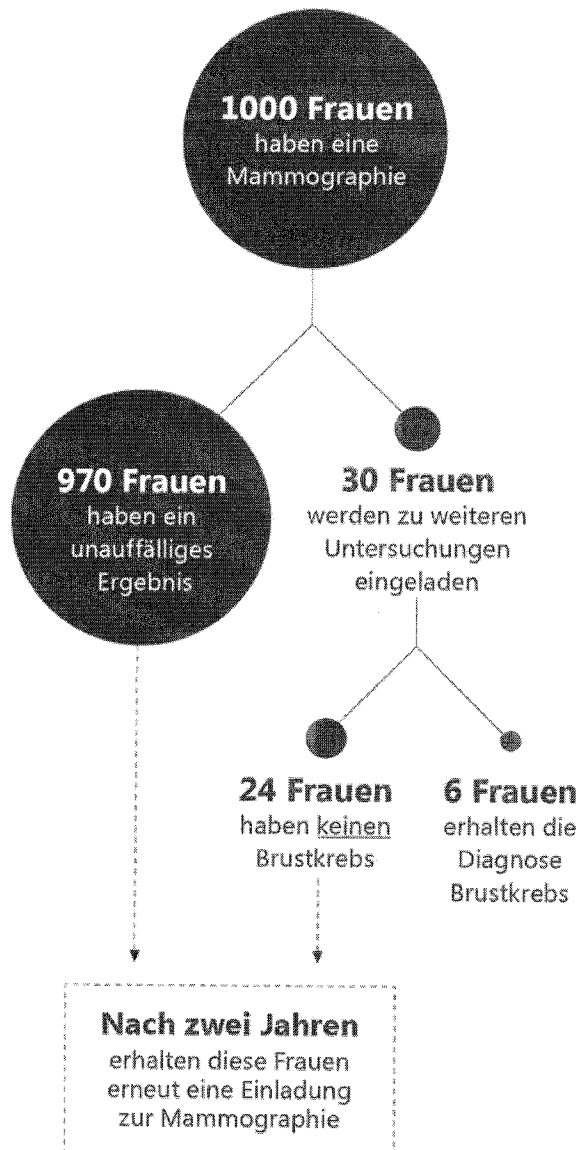 1000 Frauen
haben eine
Mammographie
970 Frauen
haben ein
unauffälliges
Ergebnis
30 Frauen
werden zu weiteren
Untersuchungen
eingeladen
24 Frauen
haben keinen
Brustkrebs
6 Frauen
erhalten die
Diagnose
Brustkrebs
Nach zwei Jahren
erhalten diese Frauen
erneut eine Einladung
zur Mammographie